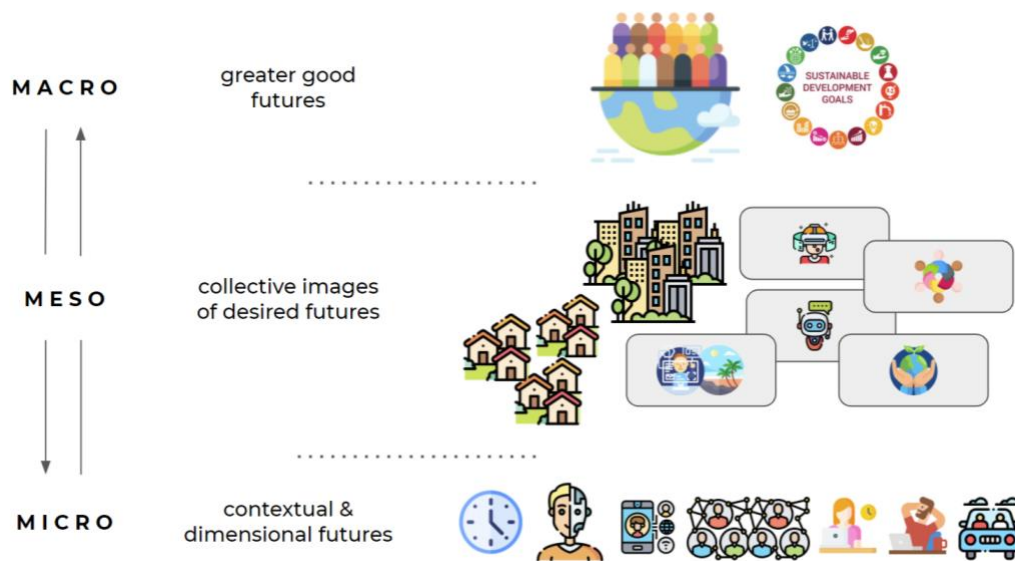 MACRO
greater good
futures
SUSTAINABLE
DEVELOPMENT
GOALS
MESO
collective images
of desired futures
MICRO
contextual &
dimensional futures